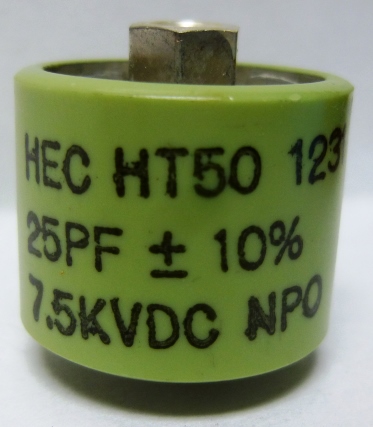 HEC HT50 123
25PF ± 10%
7.5KVDC NPO